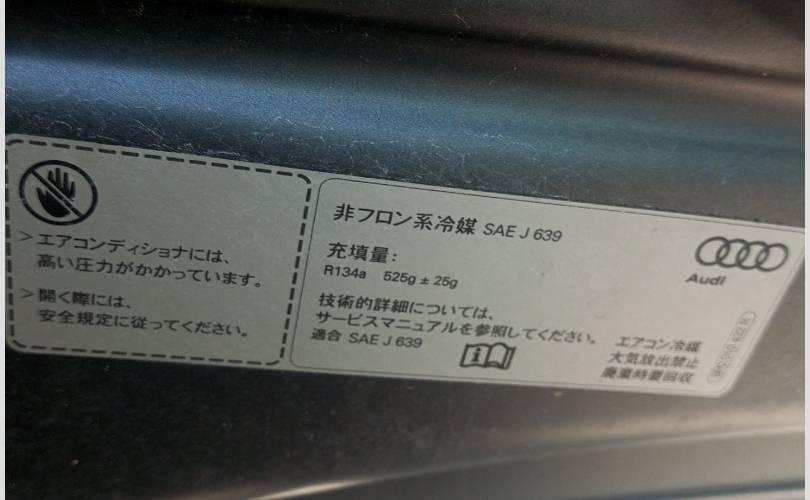 > エアコンディショナには、
高い圧力がかかっています。
> 開く際には、
安全規定に従ってください。
非フロン系冷媒 SAE J 639
充填量:
R134a 525g ± 25g
技術的詳細については、
サービスマニュアルを参照してください。
適合 SAE J 639
Audi
エアコン冷媒
大気放出禁止
廃棄時要回収